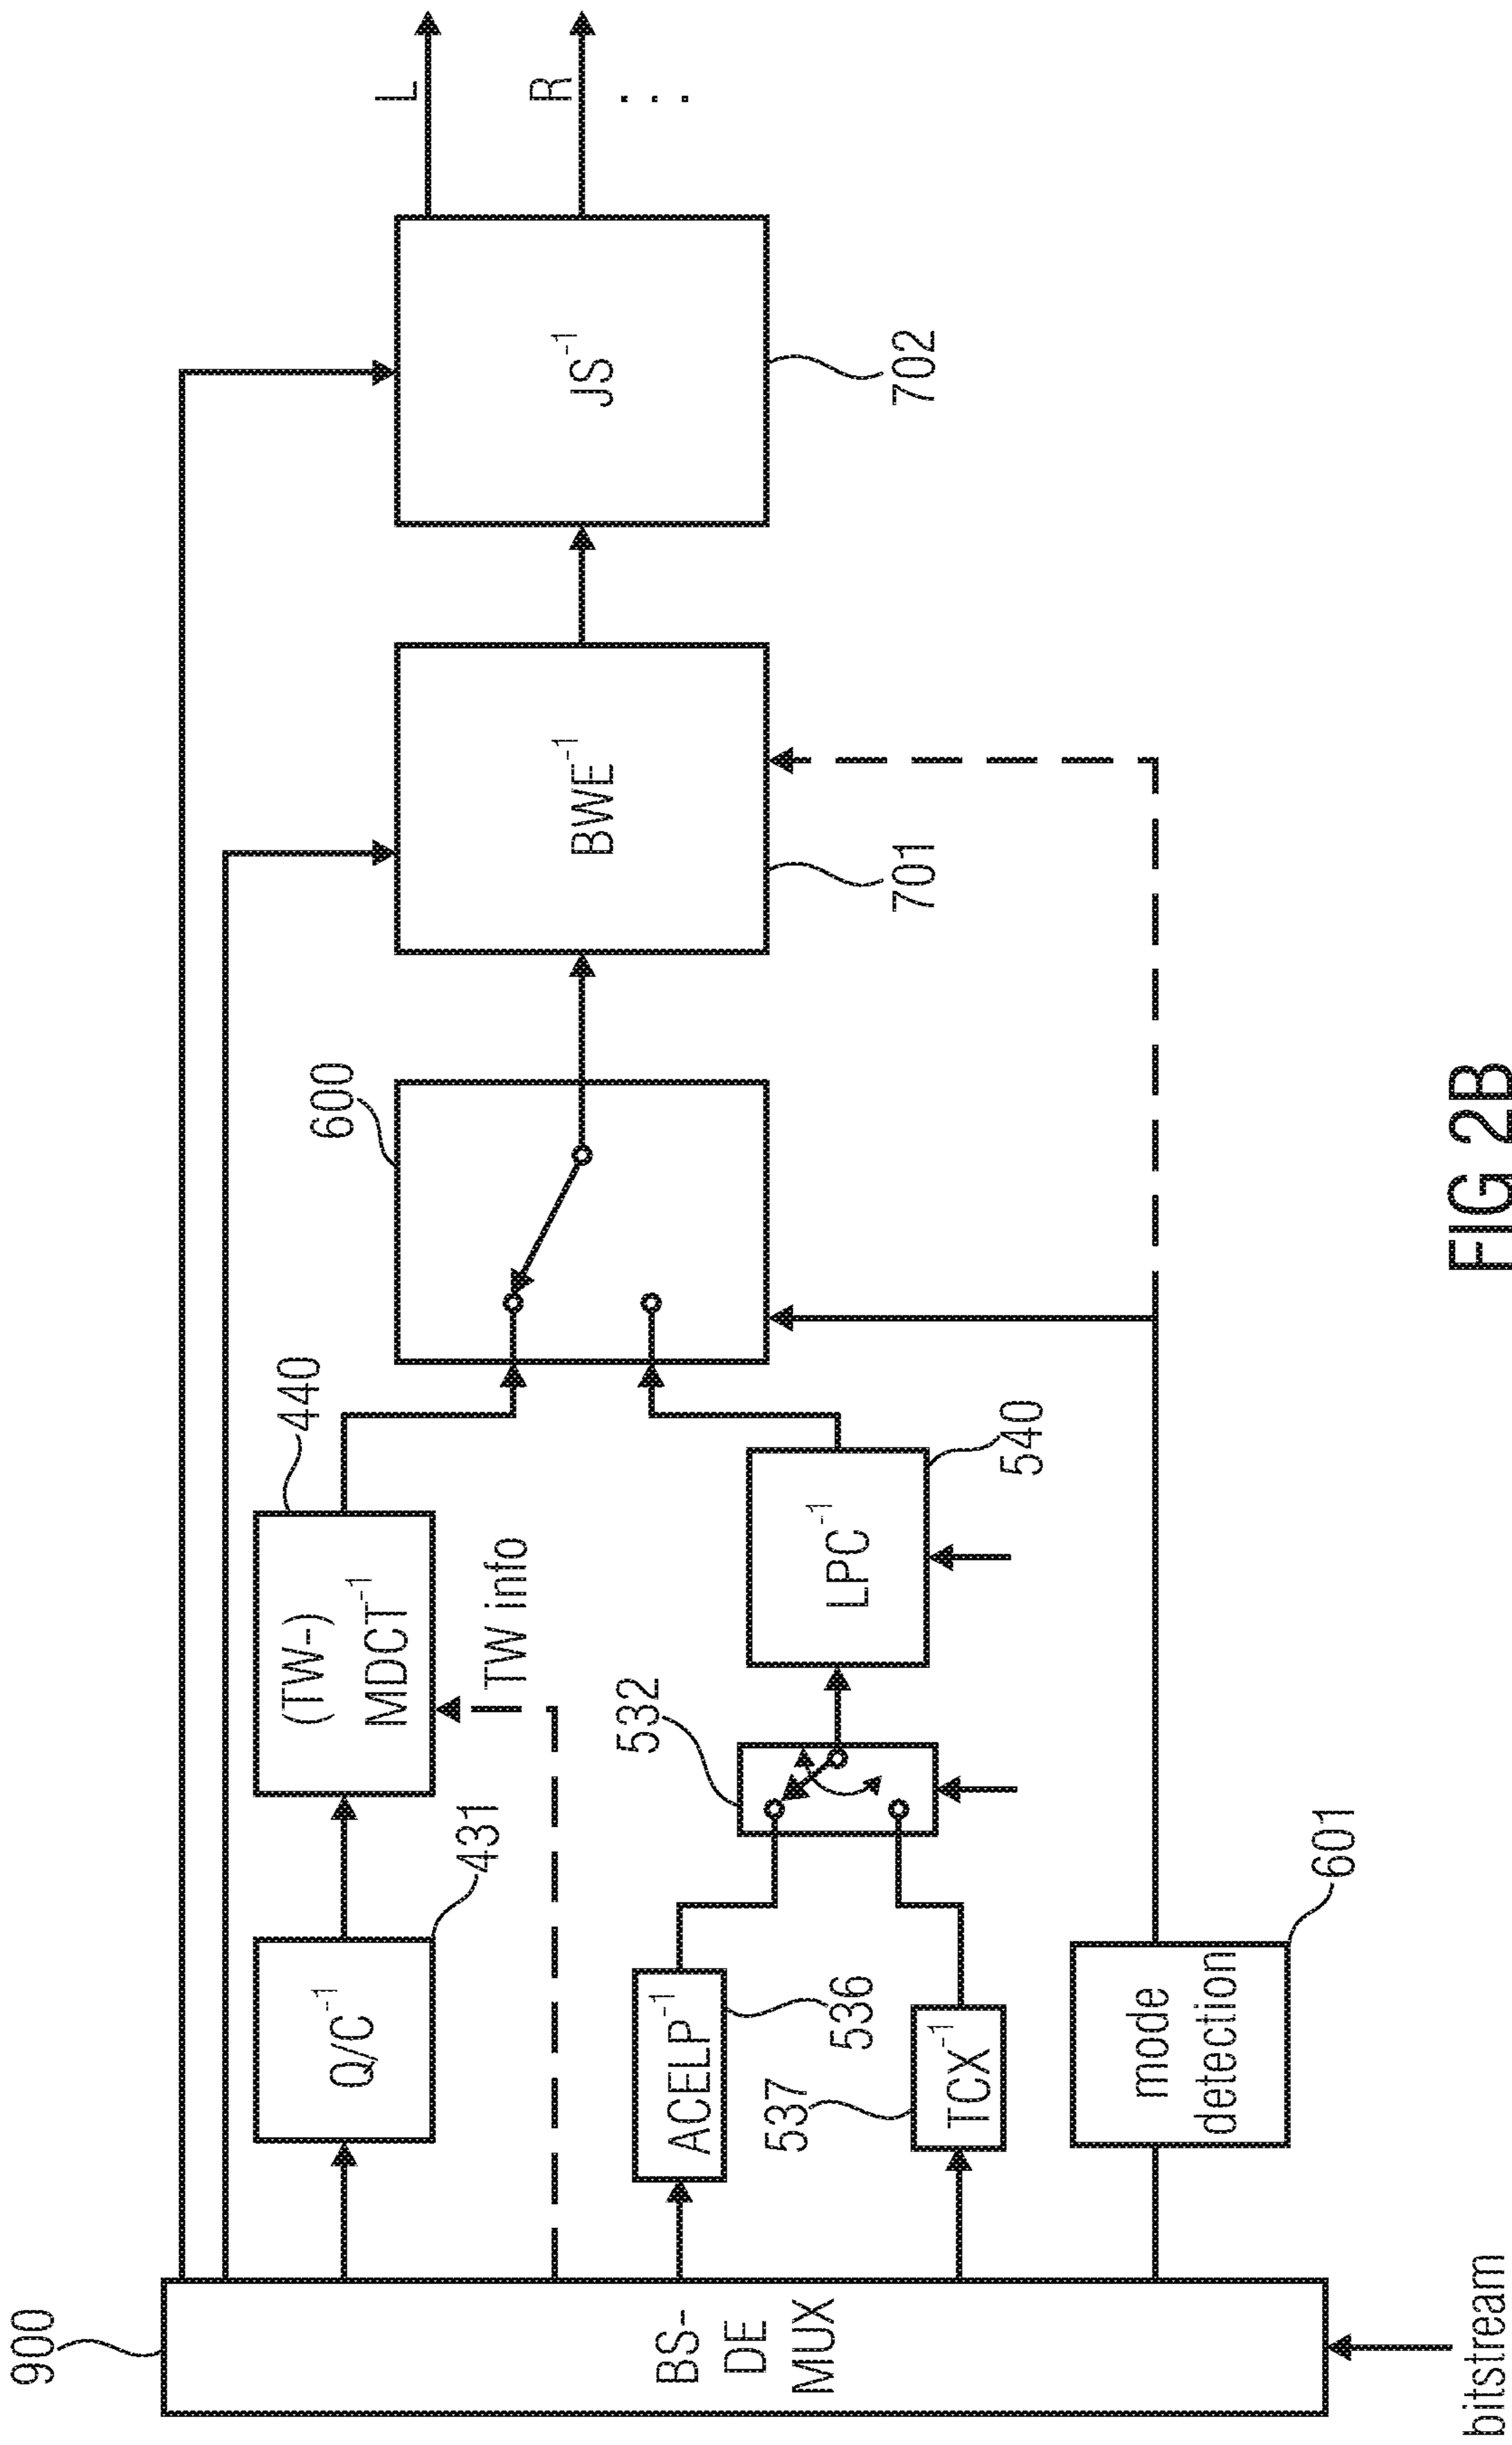 900
BS-
DE
MUX
bitstream
Q/C⁻¹
431
(TW-)
MDCT⁻¹
440
TW info
ACELP⁻¹
536
TCX⁻¹
537
532
LPC⁻¹
540
mode
detection
601
600
BWE⁻¹
701
JS⁻¹
702
L
R
...
FIG 2B